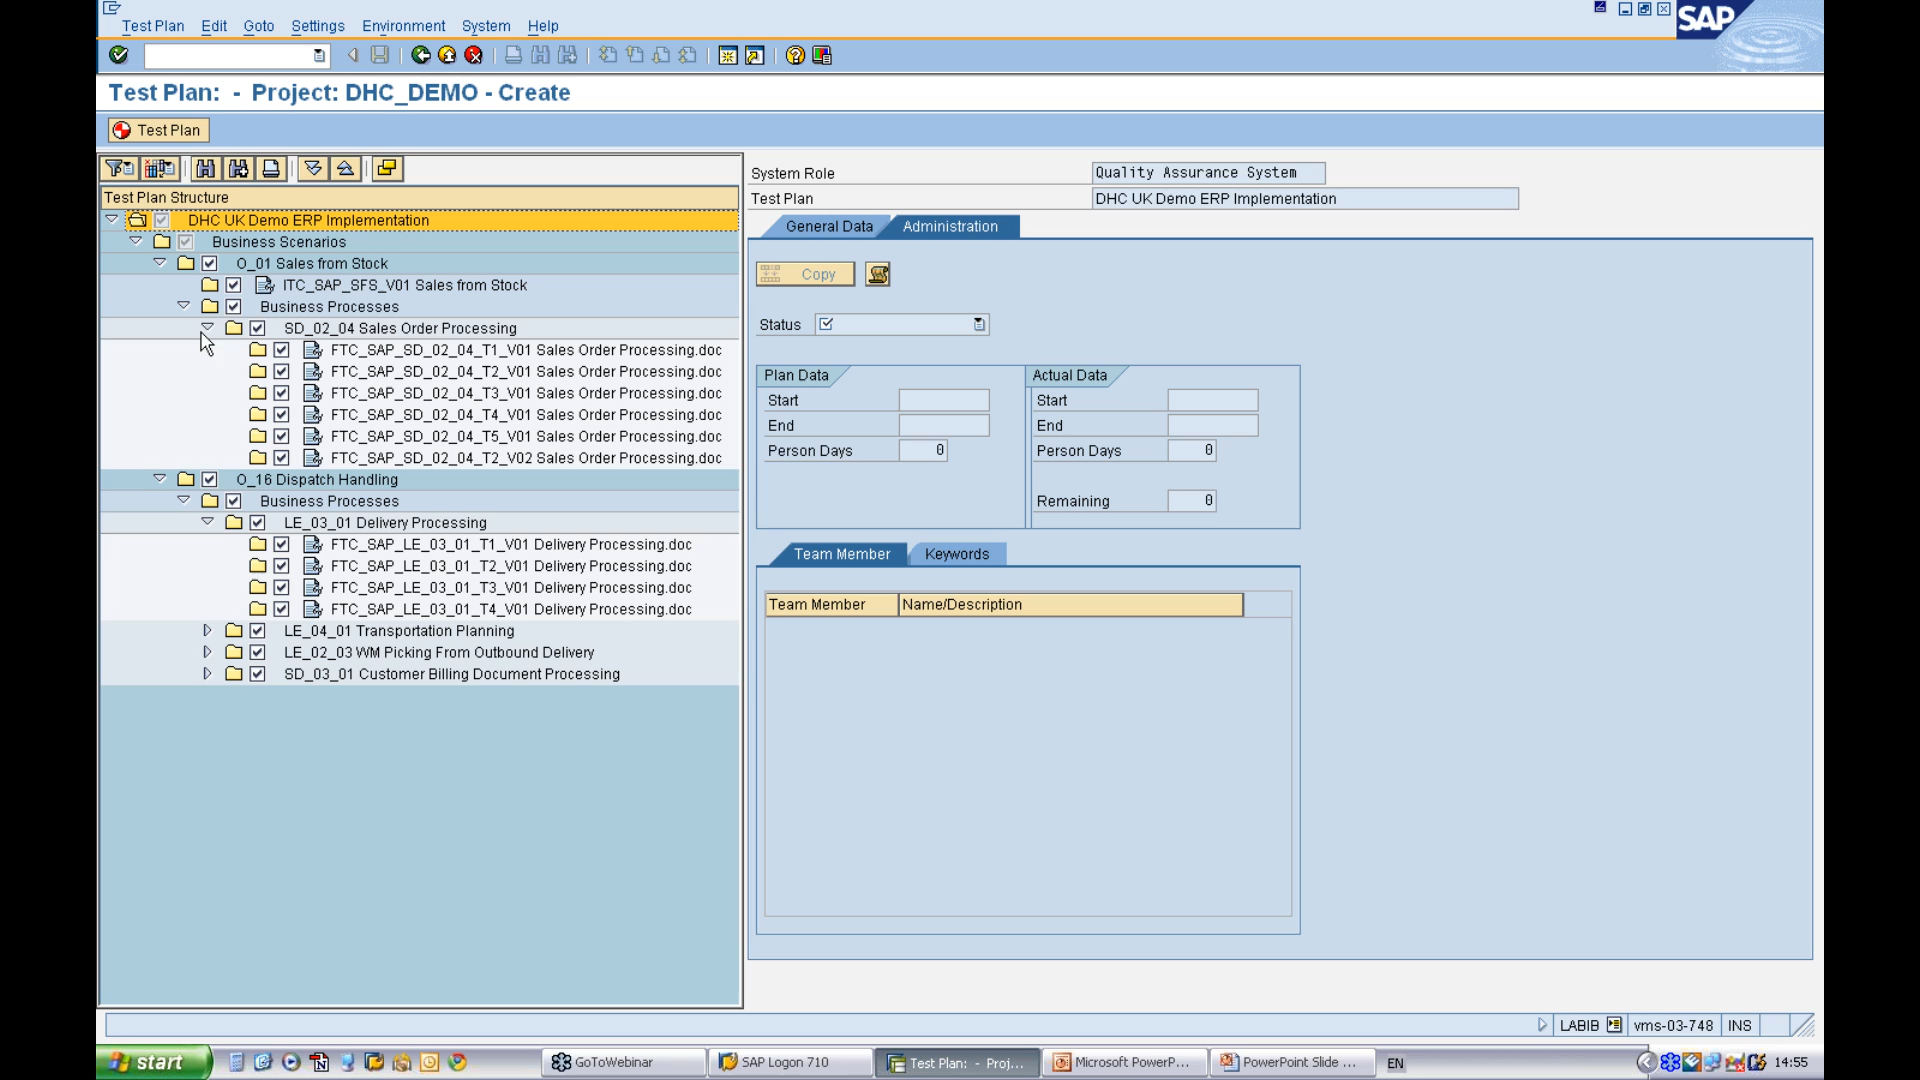 Test Plan Edit Goto Settings Environment System Help
SAP
Test Plan: - Project: DHC_DEMO - Create
Test Plan
Test Plan Structure
DHC UK Demo ERP Implementation
Business Scenarios
O_01 Sales from Stock
ITC_SAP_SFS_V01 Sales from Stock
Business Processes
SD_02_04 Sales Order Processing
FTC_SAP_SD_02_04_T1_V01 Sales Order Processing.doc
FTC_SAP_SD_02_04_T2_V01 Sales Order Processing.doc
FTC_SAP_SD_02_04_T3_V01 Sales Order Processing.doc
FTC_SAP_SD_02_04_T4_V01 Sales Order Processing.doc
FTC_SAP_SD_02_04_T5_V01 Sales Order Processing.doc
FTC_SAP_SD_02_04_T2_V02 Sales Order Processing.doc
O_16 Dispatch Handling
Business Processes
LE_03_01 Delivery Processing
FTC_SAP_LE_03_01_T1_V01 Delivery Processing.doc
FTC_SAP_LE_03_01_T2_V01 Delivery Processing.doc
FTC_SAP_LE_03_01_T3_V01 Delivery Processing.doc
FTC_SAP_LE_03_01_T4_V01 Delivery Processing.doc
LE_04_01 Transportation Planning
LE_02_03 WM Picking From Outbound Delivery
SD_03_01 Customer Billing Document Processing
System Role Quality Assurance System
Test Plan DHC UK Demo ERP Implementation
General Data Administration
Copy
Status
Plan Data Actual Data
Start Start
End End
Person Days 0 Person Days 0
Remaining 0
Team Member Keywords
Team Member Name/Description
LABIB vms-03-748 INS
start GoToWebinar SAP Logon 710 Test Plan: - Proj... Microsoft PowerP... PowerPoint Slide ... EN 14:55